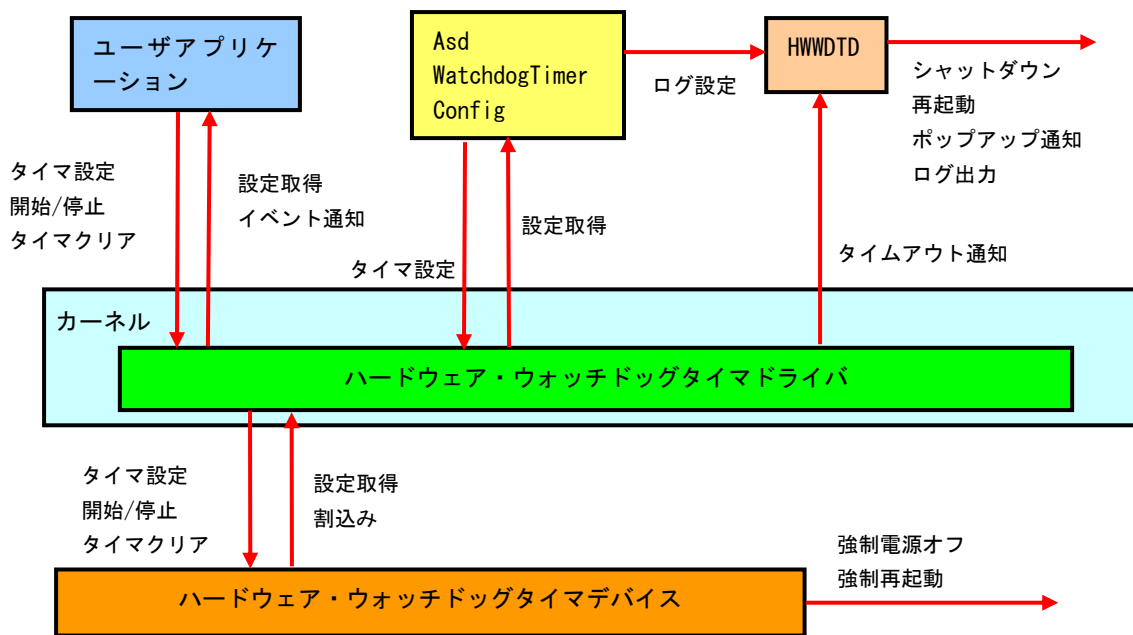 ユーザアプリケ
ーション
Asd
WatchdogTimer
Config
HWWDTD
ログ設定
シャットダウン
再起動
ポップアップ通知
ログ出力
タイマ設定
開始/停止
タイマクリア
設定取得
イベント通知
タイマ設定
設定取得
タイムアウト通知
カーネル
ハードウェア・ウォッチドッグタイマドライバ
タイマ設定
開始/停止
タイマクリア
設定取得
割込み
強制電源オフ
強制再起動
ハードウェア・ウォッチドッグタイマデバイス